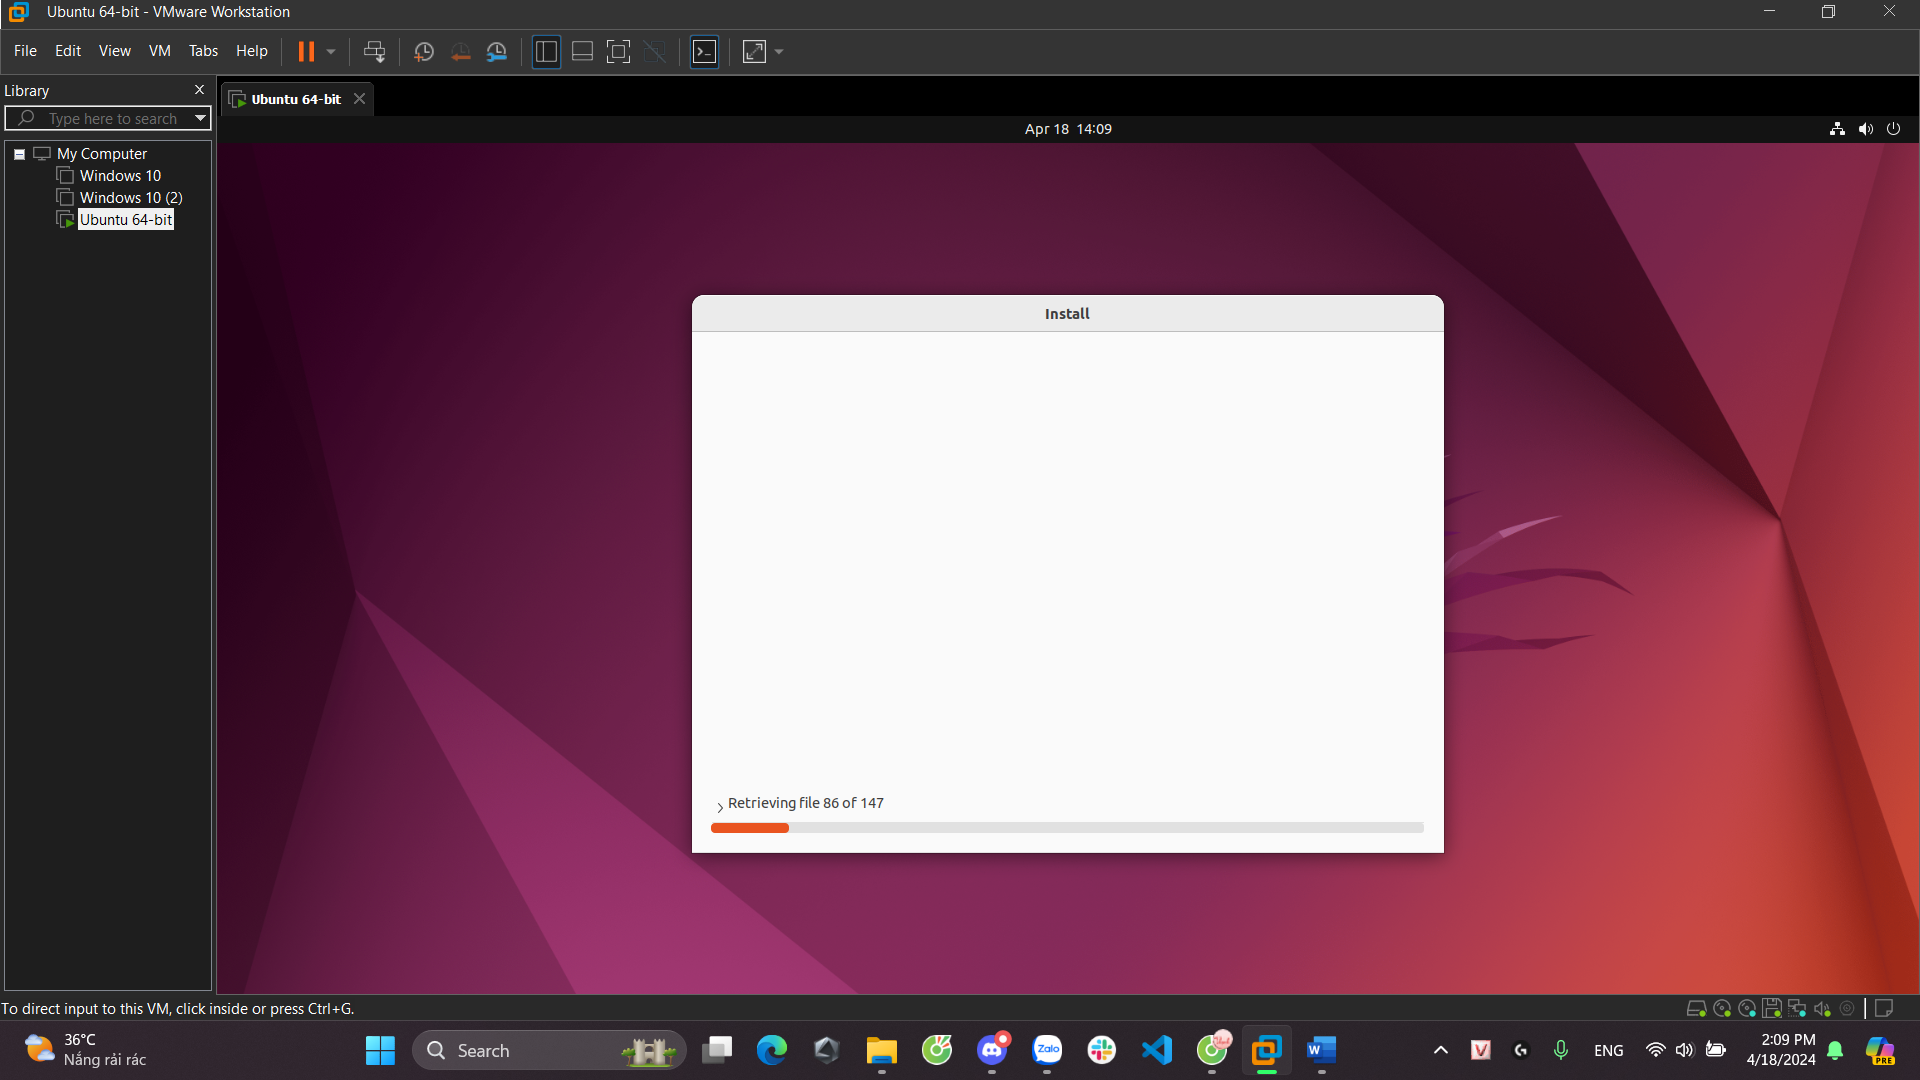 Ubuntu 64-bit - VMware Workstation
File Edit View VM Tabs Help
Library
Type here to search
Ubuntu 64-bit
Apr 18 14:09
My Computer
Windows 10
Windows 10 (2)
Ubuntu 64-bit
Install
Retrieving file 86 of 147
To direct input to this VM, click inside or press Ctrl+G.
36°C
Nắng rải rác
Search
Zalo
W
V
ENG
2:09 PM
4/18/2024
PRE